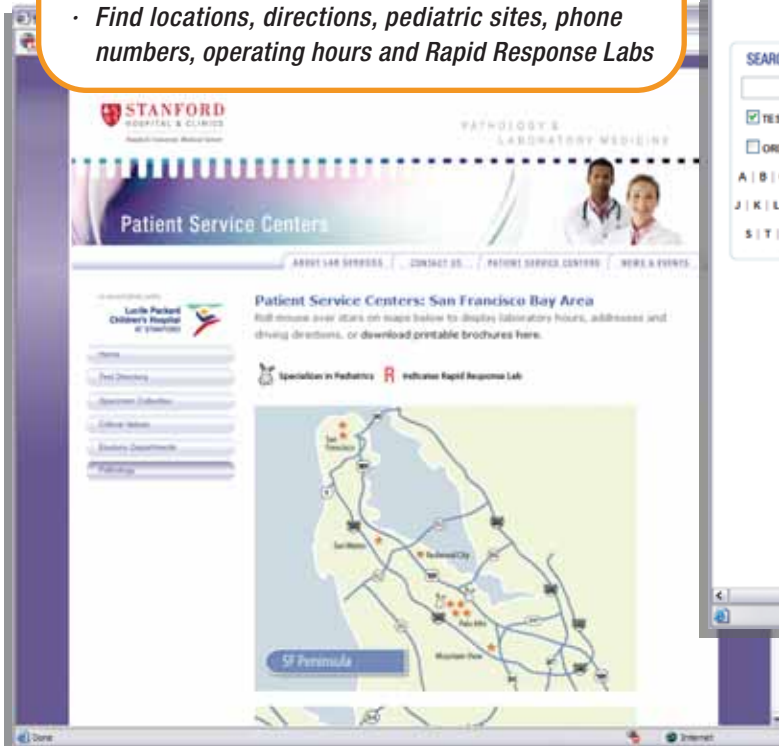 · Find locations, directions, pediatric sites, phone
numbers, operating hours and Rapid Response Labs
STANFORD
HOSPITAL & CLINICS
PATHOLOGY &
LABORATORY MEDICINE
Patient Service Centers
ABOUT LAB SERVICES
CONTACT US
PATIENT SERVICE CENTERS
NEWS & EVENTS
Lucile Packard
Children's Hospital
AT STANFORD
Home
Test Directory
Specimen Collection
Critical Values
Pathology
Patient Service Centers: San Francisco Bay Area
Roll mouse over stars on maps below to display laboratory hours, addresses and
driving directions, or download printable brochures here.
Specializes in Pediatrics
R Indicates Rapid Response Lab
San
Francisco
San Mateo
Redwood City
Palo Alto
Mountain View
SF Peninsula
Done
Internet
A | B |
J | K | L
S | T |